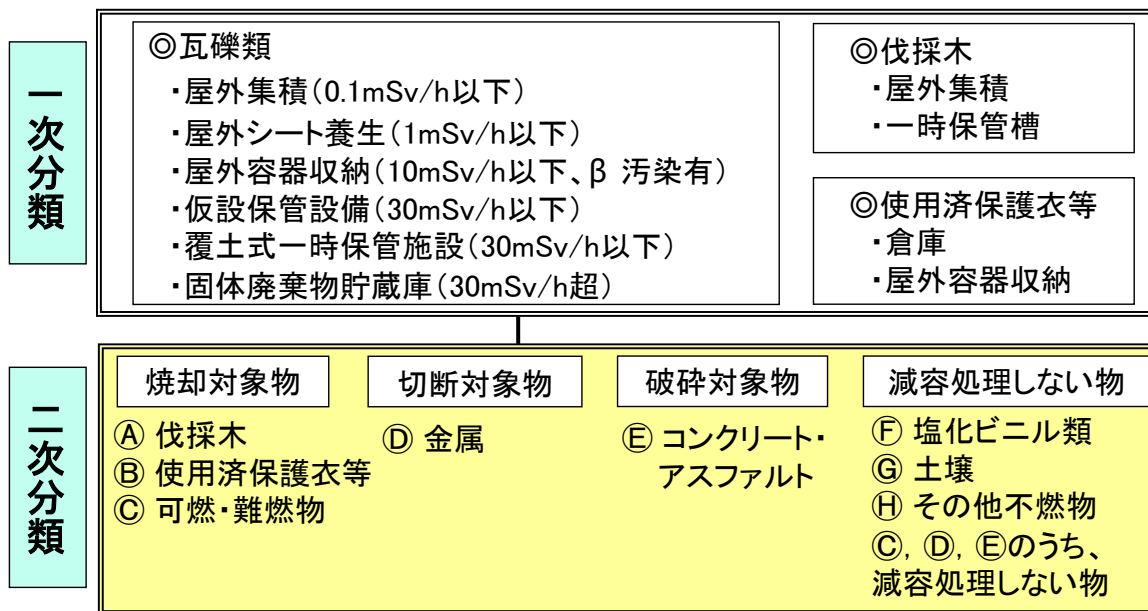 一次分類
◎瓦礫類
・屋外集積(0.1mSv/h以下)
・屋外シート養生(1mSv/h以下)
・屋外容器収納(10mSv/h以下、β 汚染有)
・仮設保管設備(30mSv/h以下)
・覆土式一時保管施設(30mSv/h以下)
・固体廃棄物貯蔵庫(30mSv/h超)
◎伐採木
・屋外集積
・一時保管槽
◎使用済保護衣等
・倉庫
・屋外容器収納
二次分類
焼却対象物
Ⓐ 伐採木
Ⓑ 使用済保護衣等
Ⓒ 可燃・難燃物
切断対象物
Ⓓ 金属
破砕対象物
Ⓔ コンクリート・
アスファルト
減容処理しない物
Ⓕ 塩化ビニル類
Ⓖ 土壌
Ⓗ その他不燃物
Ⓒ, Ⓓ, Ⓔのうち、
減容処理しない物